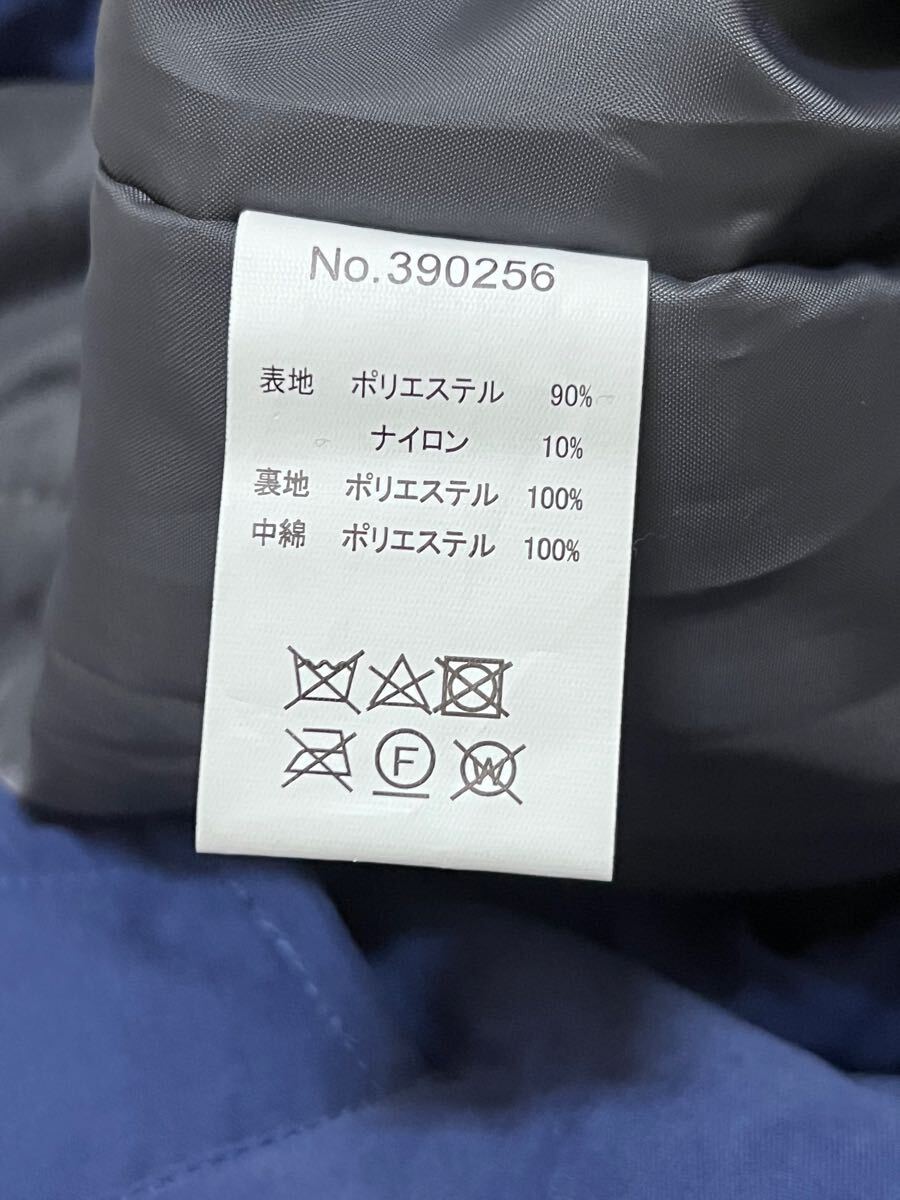 No.390256
表地 ポリエステル 90%
ナイロン 10%
裏地 ポリエステル 100%
中綿 ポリエステル 100%
F W